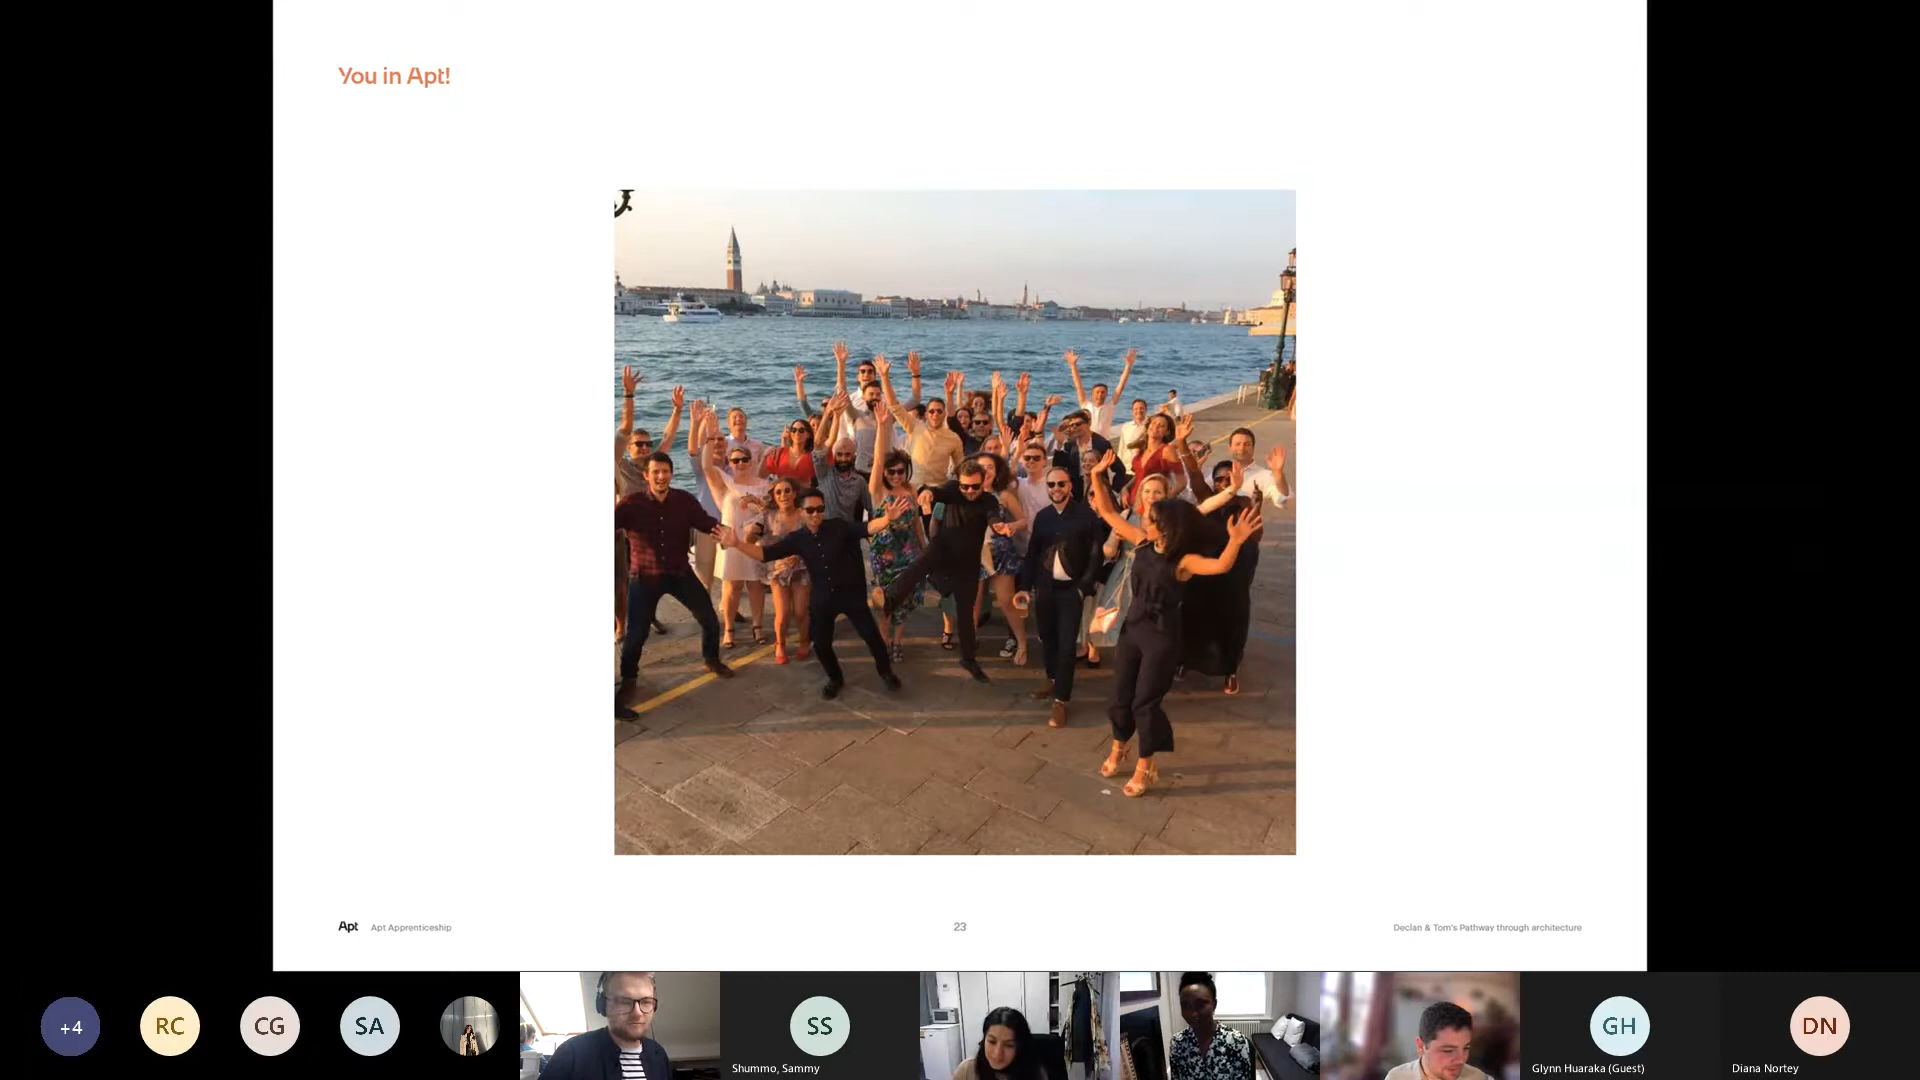 You in Apt!
Apt Apt Apprenticeship
23
Declan & Tom's Pathway through architecture
+4
RC
CG
SA
SS
Shummo, Sammy
GH
Glynn Huaraka (Guest)
DN
Diana Nortey